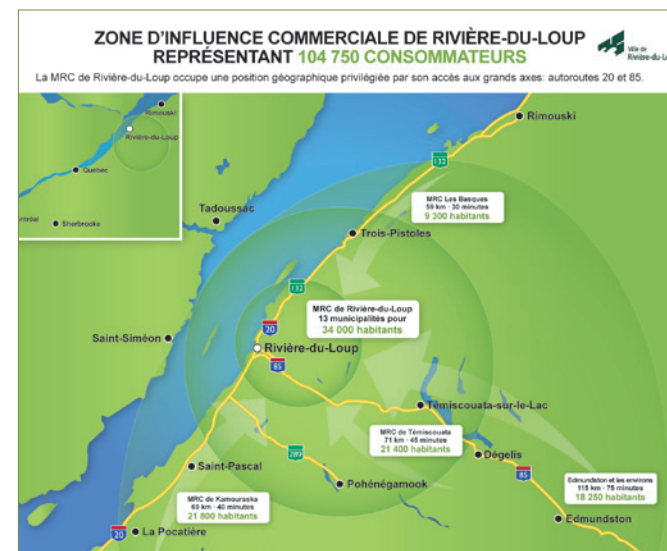 ZONE D'INFLUENCE COMMERCIALE DE RIVIÈRE-DU-LOUP
REPRÉSENTANT 104 750 CONSOMMATEURS
Ville de
Rivière-du-L
La MRC de Rivière-du-Loup occupe une position géographique privilégiée par son accès aux grands axes: autoroutes 20 et 85.
Rimouski
Rivière-du-Loup
Québec
ntréal
Sherbrooke
Rimouski
132
MRC Les Basques
59 km · 30 minutes
9 300 habitants
Tadoussac
Trois-Pistoles
132
MRC de Rivière-du-Loup
13 municipalités pour
34 000 habitants
20
Saint-Siméon
Rivière-du-Loup
85
Témiscouata-sur-le-Lac
MRC de Témiscouata
71 km · 45 minutes
21 400 habitants
289
Dégelis
Saint-Pascal
85
Pohénégamook
Edmundston et les environs
115 km · 75 minutes
18 250 habitants
MRC de Kamouraska
69 km · 40 minutes
21 800 habitants
20
La Pocatière
Edmundston